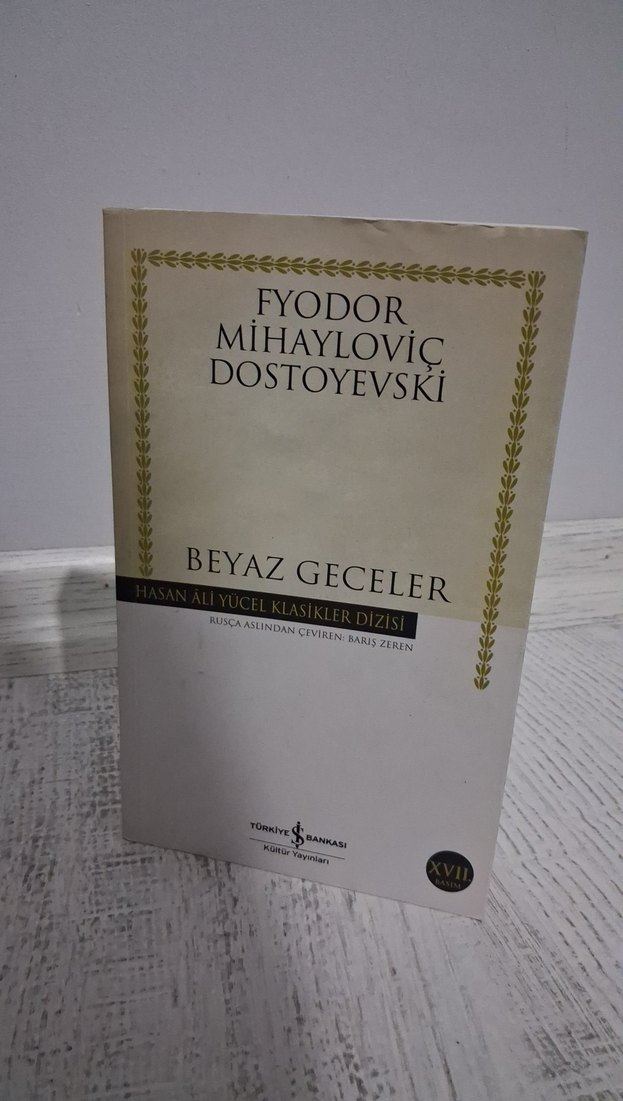 FYODOR
MİHAYLOVİÇ
DOSTOYEVSKİ
BEYAZ GECELER
HASAN ÂLİ YÜCEL KLASİKLER DİZİSİ
RUSÇA ASLINDAN ÇEVİREN: BARIŞ ZEREN
TÜRKİYE İŞ BANKASI
Kültür Yayınları
XVII.
BASIM